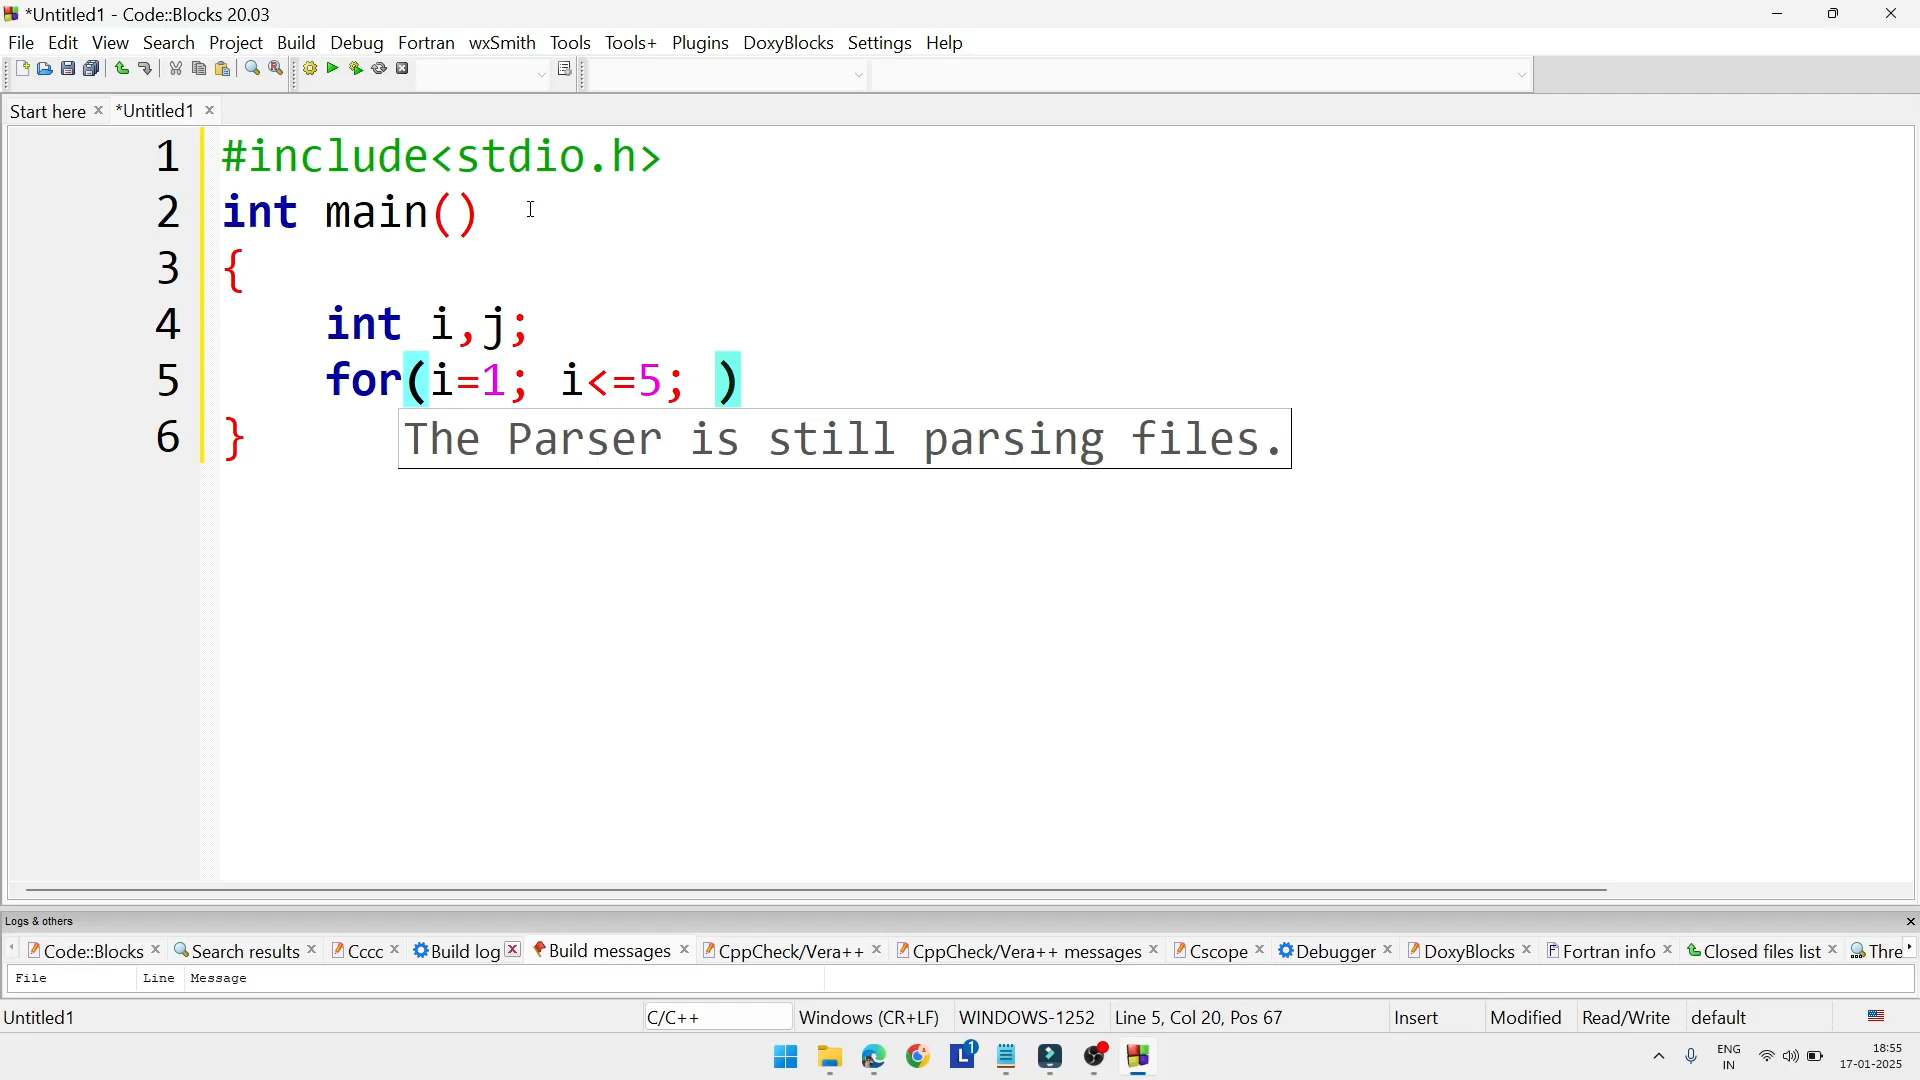 *Untitled1 - Code::Blocks 20.03
File Edit View Search Project Build Debug Fortran wxSmith Tools Tools+ Plugins DoxyBlocks Settings Help
Start here *Untitled1
1 #include<stdio.h>
2 int main()
3 {
4 int i,j;
5 for(i=1; i<=5; )
6 }
The Parser is still parsing files.
Logs & others
Code::Blocks Search results Cccc Build log Build messages CppCheck/Vera++ CppCheck/Vera++ messages Cscope Debugger DoxyBlocks Fortran info Closed files list Thre
File Line Message
Untitled1 C/C++ Windows (CR+LF) WINDOWS-1252 Line 5, Col 20, Pos 67 Insert Modified Read/Write default
L 1
ENG
IN
18:55
17-01-2025